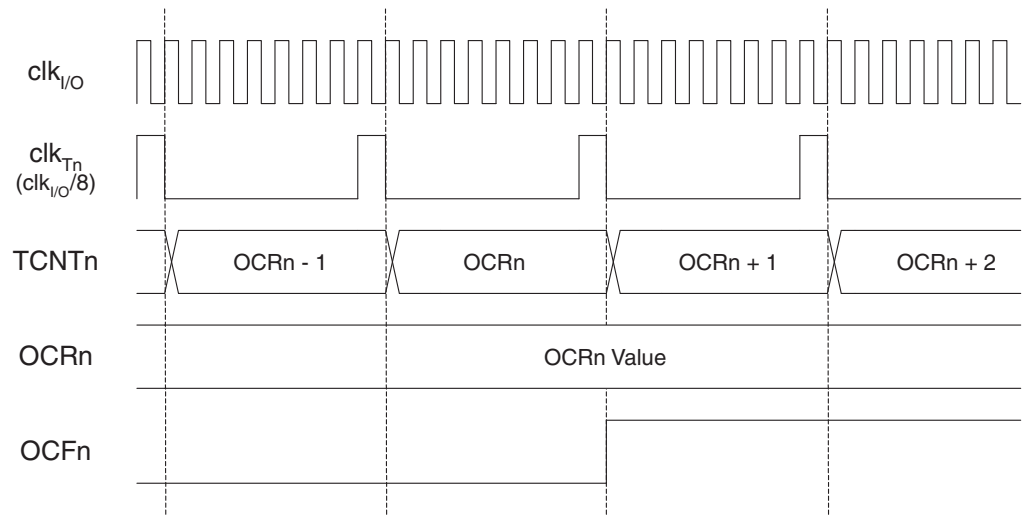 clkI/O
clkTn
(clkI/O/8)
TCNTn
OCRn - 1
OCRn
OCRn + 1
OCRn + 2
OCRn
OCRn Value
OCFn